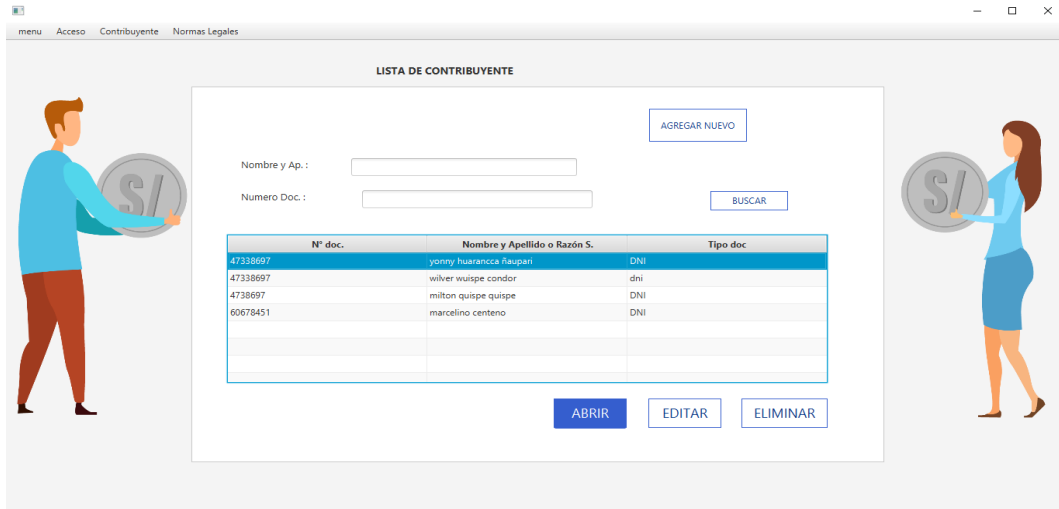 menu Acceso Contribuyente Normas Legales
LISTA DE CONTRIBUYENTE
AGREGAR NUEVO
Nombre y Ap. :
Numero Doc. :
BUSCAR
N° doc. Nombre y Apellido o Razón S. Tipo doc
47338697 yonny huarancca ñaupari DNI
47338697 wilver wuispe condor dni
4738697 milton quispe quispe DNI
60678451 marcelino centeno DNI
ABRIR EDITAR ELIMINAR
S/
S/